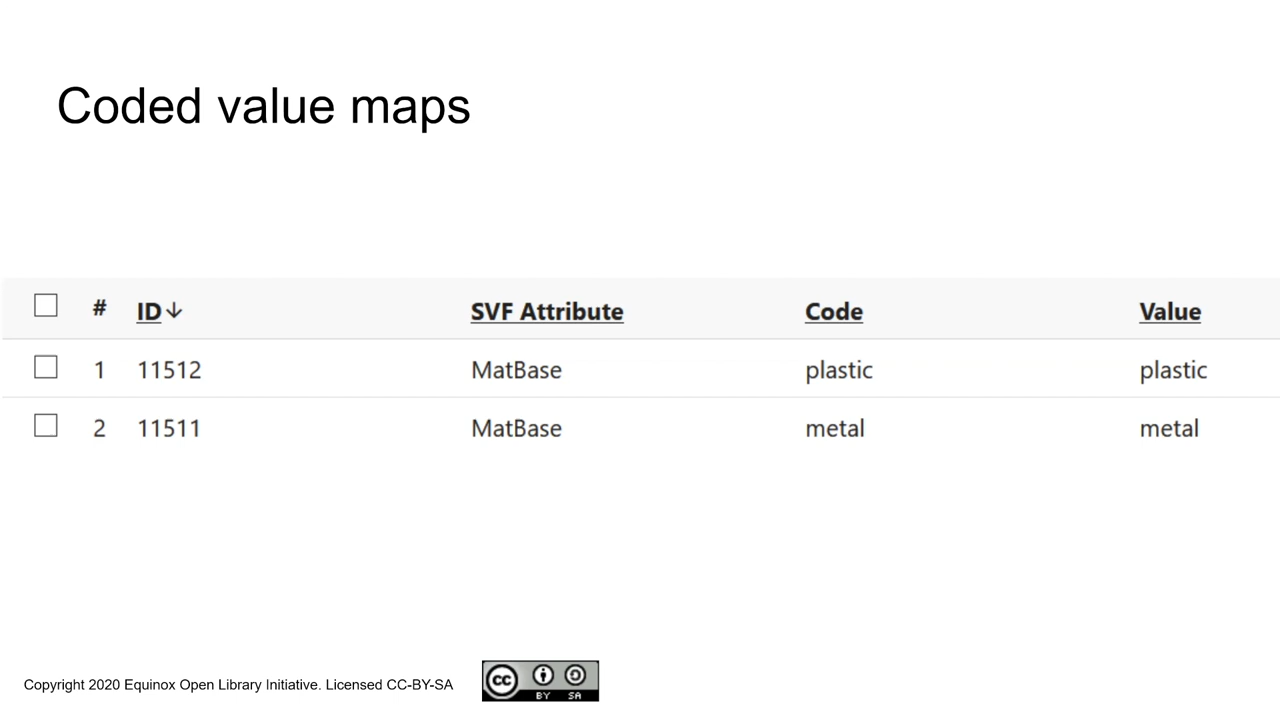 Coded value maps
# ID↓ SVF Attribute Code Value
1 11512 MatBase plastic plastic
2 11511 MatBase metal metal
Copyright 2020 Equinox Open Library Initiative. Licensed CC-BY-SA
cc BY SA